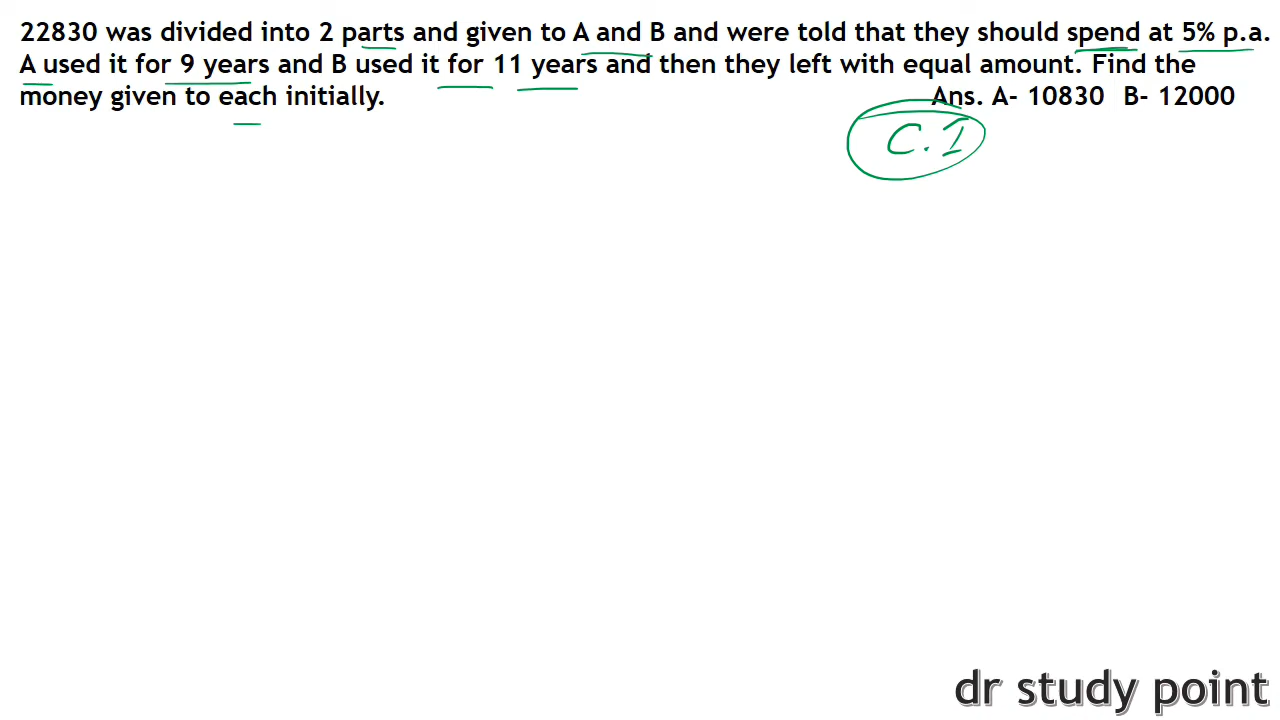 22830 was divided into 2 parts and given to A and B and were told that they should spend at 5% p.a.
A used it for 9 years and B used it for 11 years and then they left with equal amount. Find the
money given to each initially. Ans. A- 10830 B- 12000
C.I
dr study point